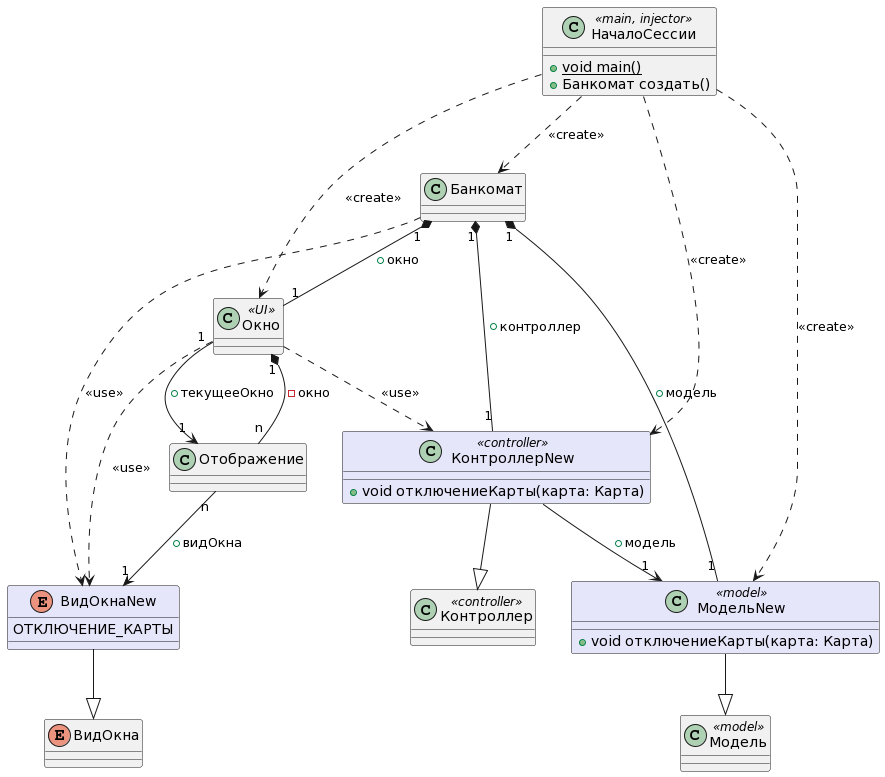 «main, injector»
C НачалоСессии
void main()
Банкомат создать()
«create»
«create»
C Банкомат
1 1 1
окно
1
«create»
«UI»
C Окно
контроллер
«create»
1 1
«use»
текущееОкно
окно
«use»
модель
1 n 1
C Отображение
«controller»
C КонтроллерNew
«use»
void отключениеКарты(карта: Карта)
n
видОкна
модель
1 1 1
E ВидОкнаNew
ОТКЛЮЧЕНИЕ_КАРТЫ
«controller»
C Контроллер
«model»
C МодельNew
void отключениеКарты(карта: Карта)
E ВидОкна
«model»
C Модель